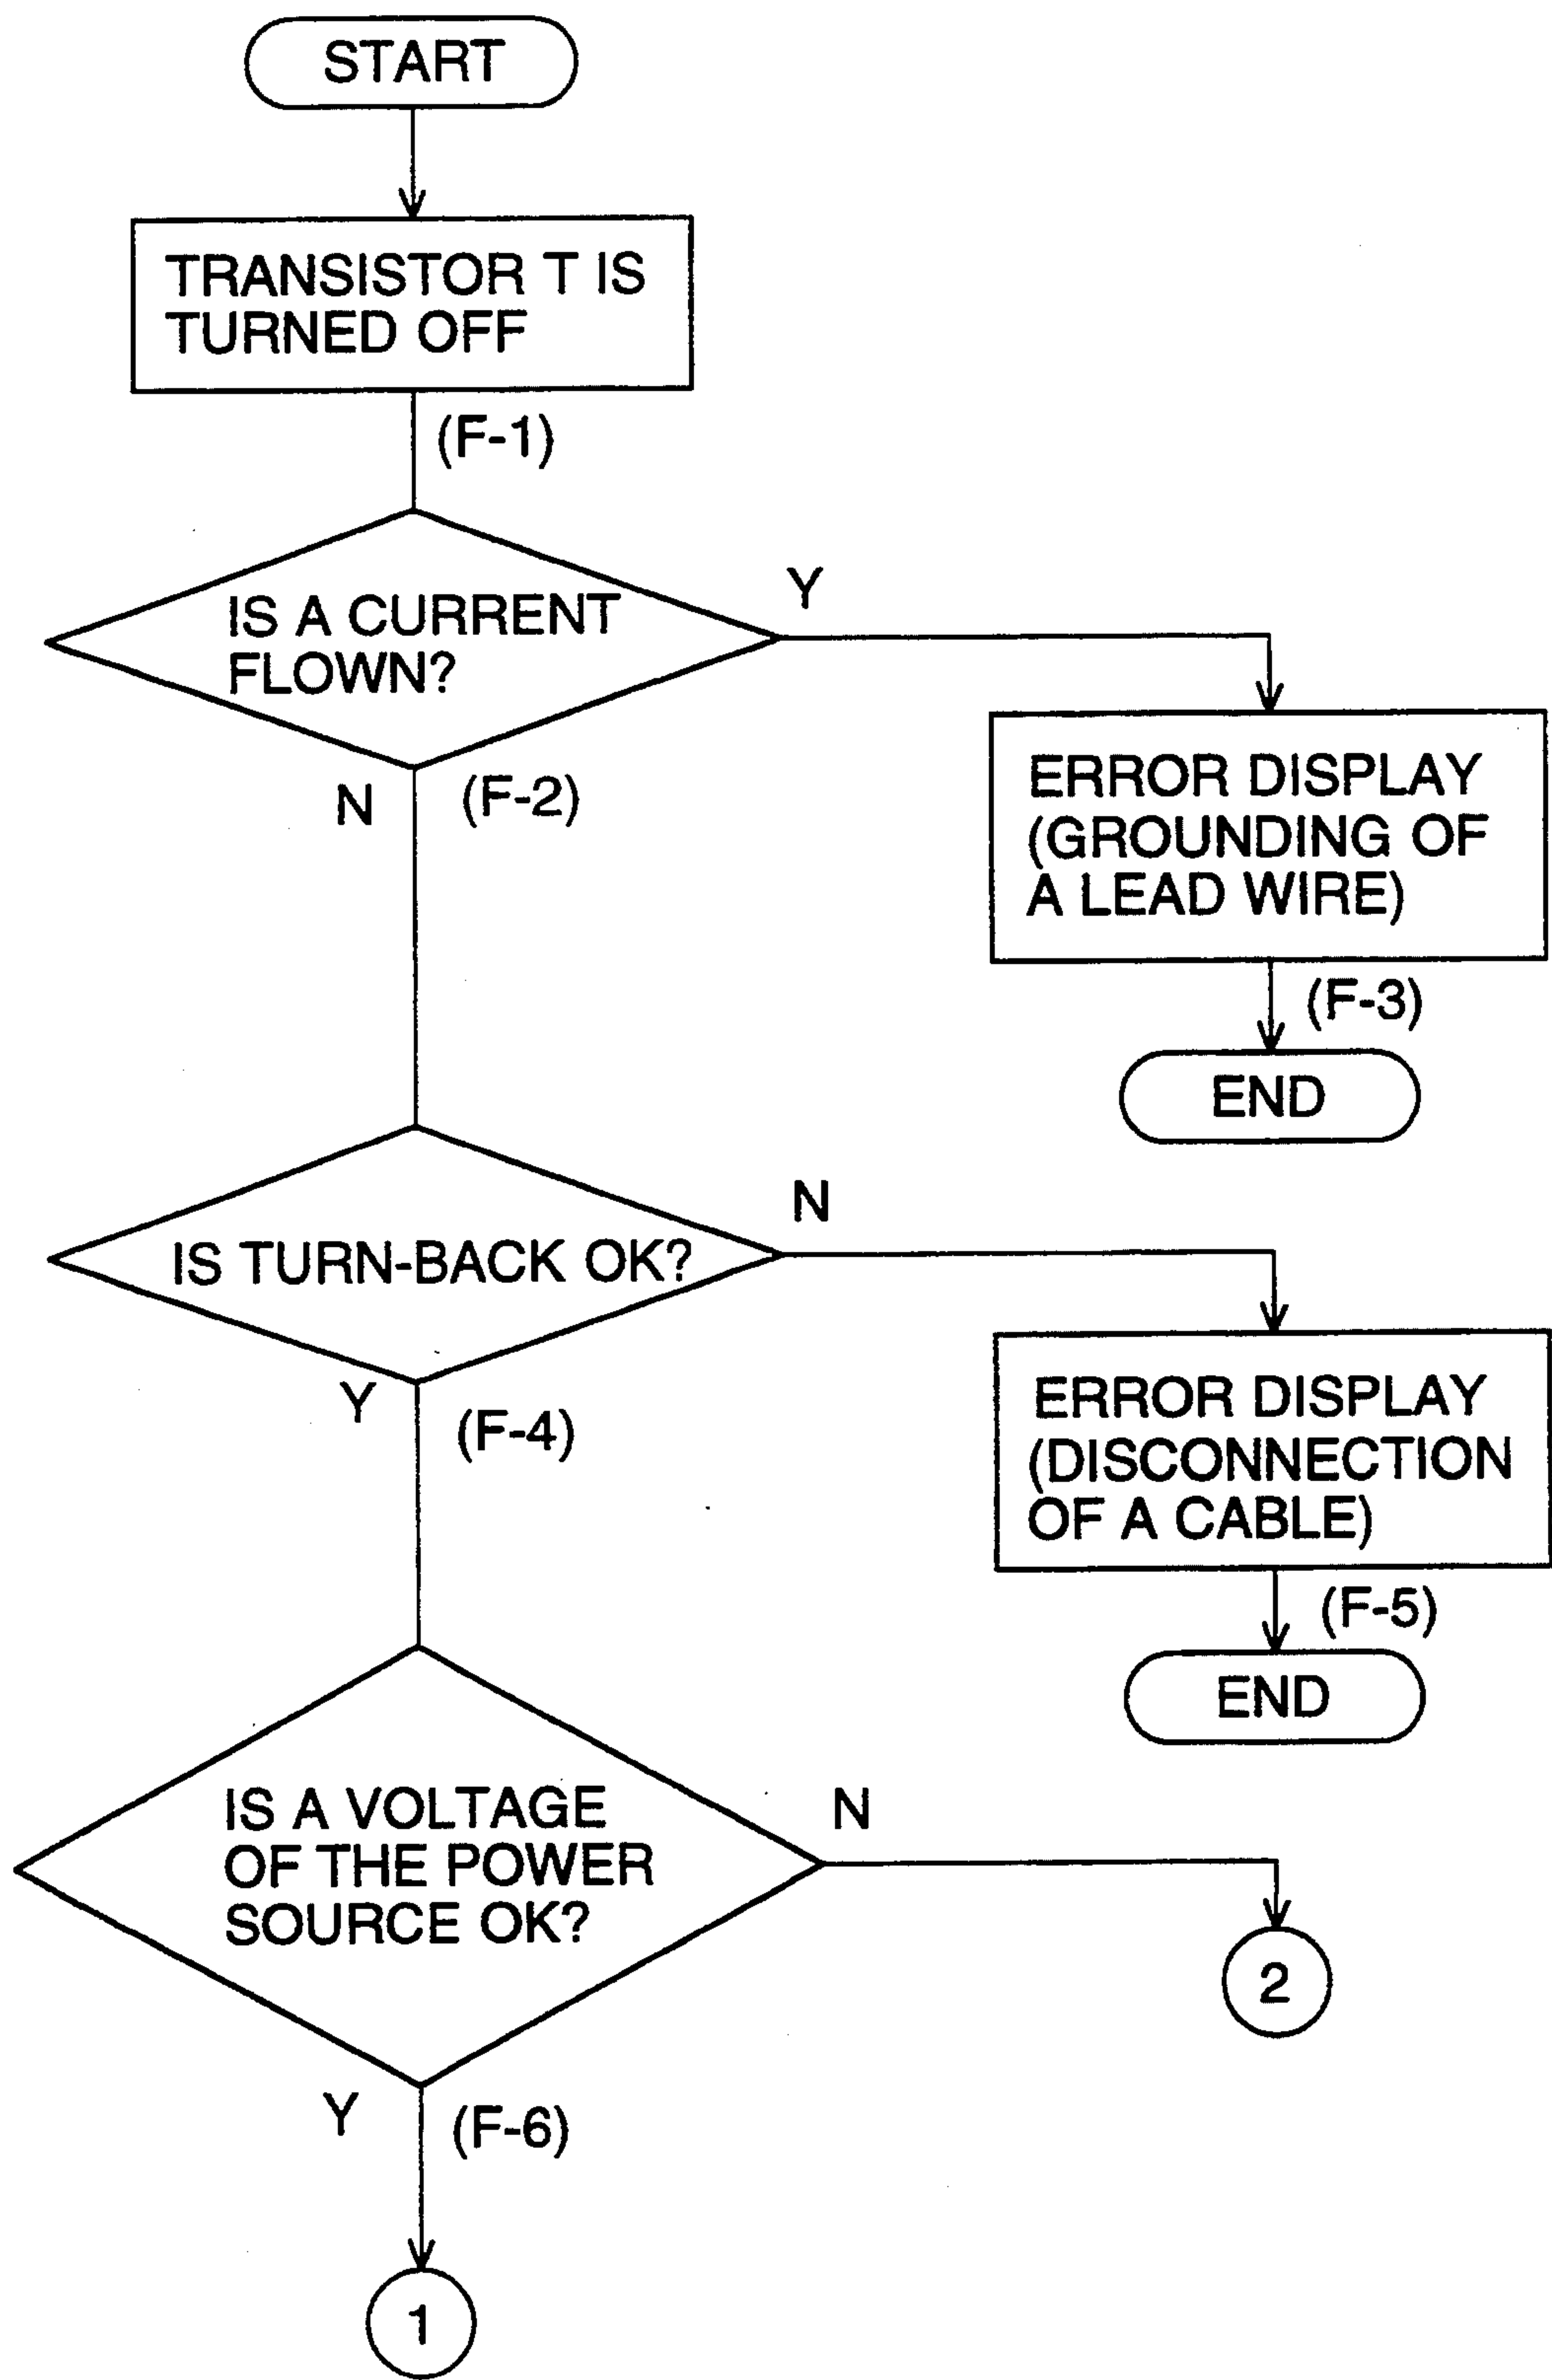 START
TRANSISTOR T IS
TURNED OFF
(F-1)
IS A CURRENT
FLOWN?
Y
N
(F-2)
ERROR DISPLAY
(GROUNDING OF
A LEAD WIRE)
(F-3)
END
IS TURN-BACK OK?
N
Y
(F-4)
ERROR DISPLAY
(DISCONNECTION
OF A CABLE)
(F-5)
END
IS A VOLTAGE
OF THE POWER
SOURCE OK?
N
2
Y
(F-6)
1